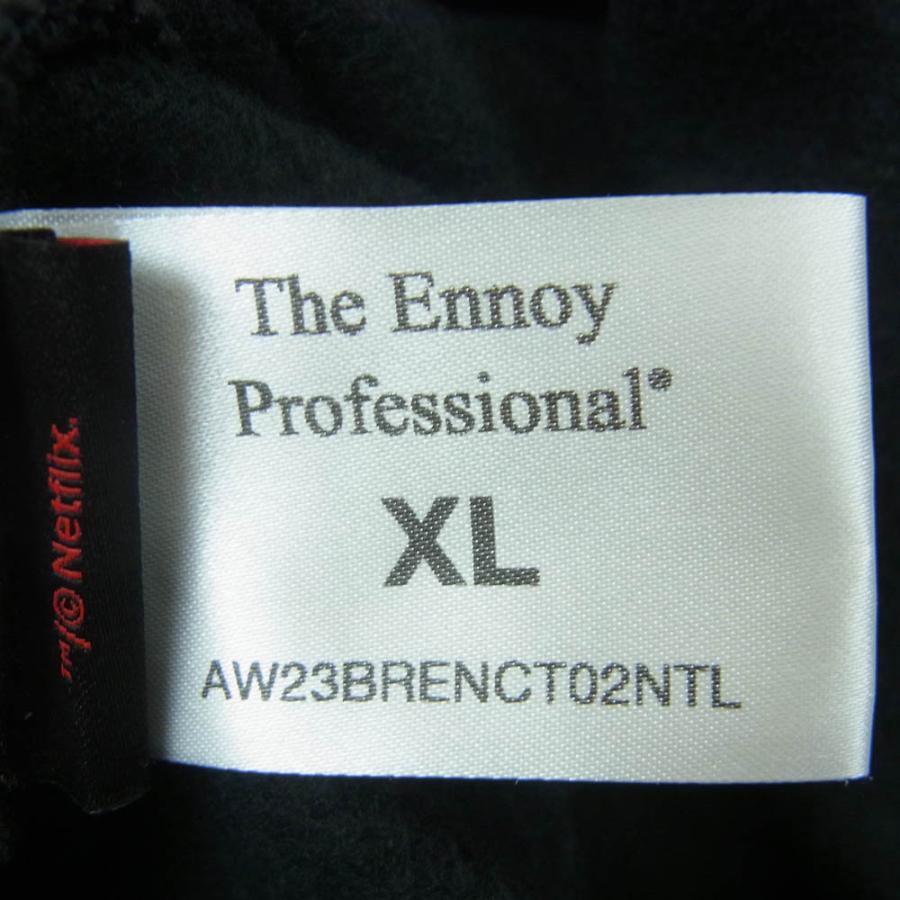 The Ennoy
Professional®
XL
AW23BRENCT02NTL
™/© Netflix.